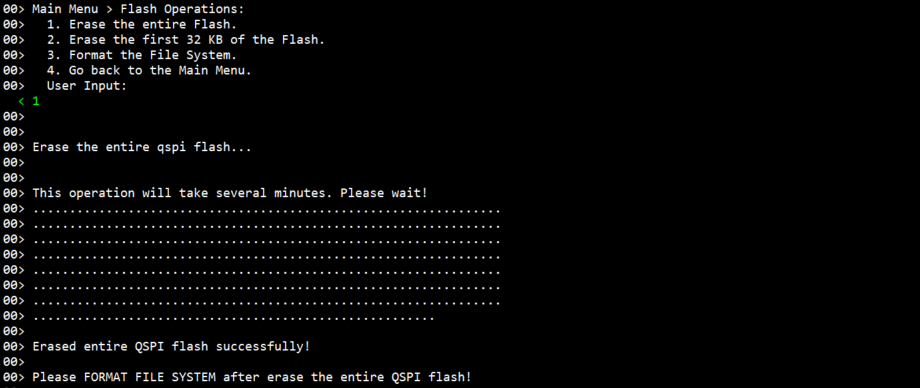 00> Main Menu > Flash Operations:
00>   1. Erase the entire Flash.
00>   2. Erase the first 32 KB of the Flash.
00>   3. Format the File System.
00>   4. Go back to the Main Menu.
00>   User Input:
  < 1
00>
00>
00> Erase the entire qspi flash...
00>
00>
00> This operation will take several minutes. Please wait!
00> ................................................................
00> ................................................................
00> ................................................................
00> ................................................................
00> ................................................................
00> ................................................................
00> ................................................................
00> .......................................................
00>
00> Erased entire QSPI flash successfully!
00>
00> Please FORMAT FILE SYSTEM after erase the entire QSPI flash!